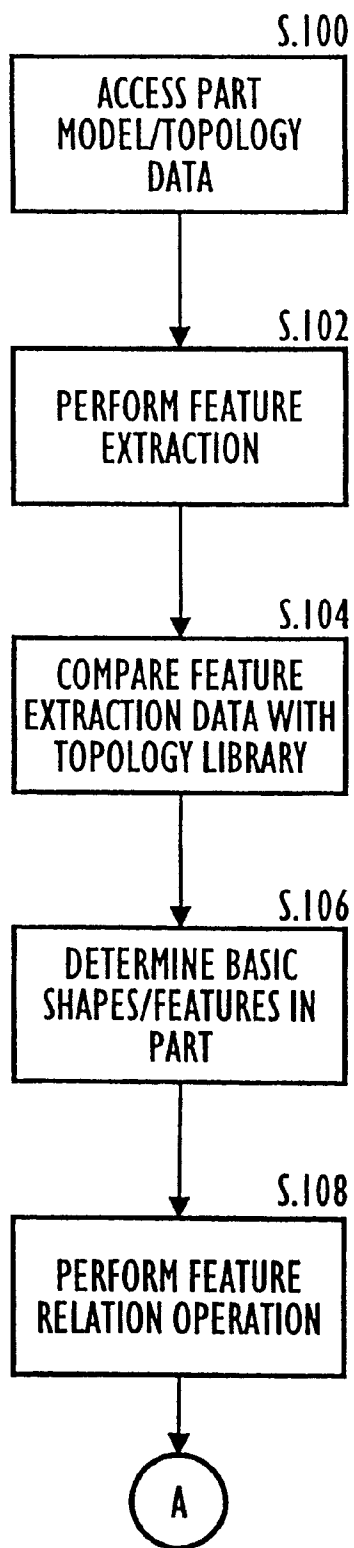 S.100
ACCESS PART
MODEL/TOPOLOGY
DATA
S.102
PERFORM FEATURE
EXTRACTION
S.104
COMPARE FEATURE
EXTRACTION DATA WITH
TOPOLOGY LIBRARY
S.106
DETERMINE BASIC
SHAPES/FEATURES IN
PART
S.108
PERFORM FEATURE
RELATION OPERATION
A